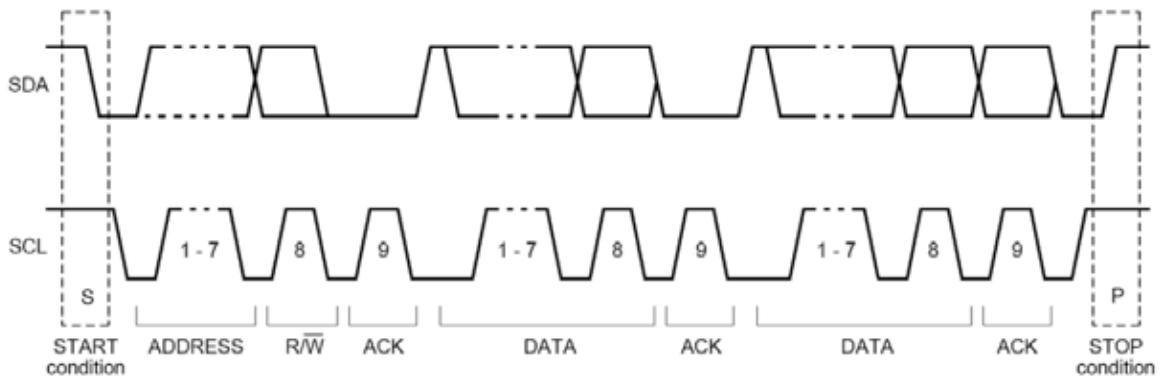 SDA
SCL
1 - 7
8
9
1 - 7
8
9
1 - 7
8
9
S
P
START
condition
ADDRESS
R/W̅
ACK
DATA
ACK
DATA
ACK
STOP
condition